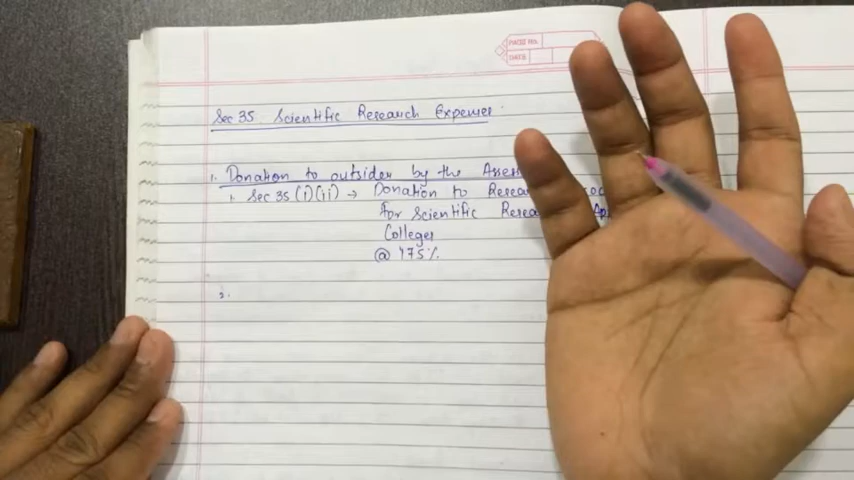 PAGE No.
DATE
Sec 35 Scientific Research Expenses
1. Donation to outsider by the
1. Sec 35 (i) (ii) → Donation to
for Scientific
Colleges
@ 175%
2.